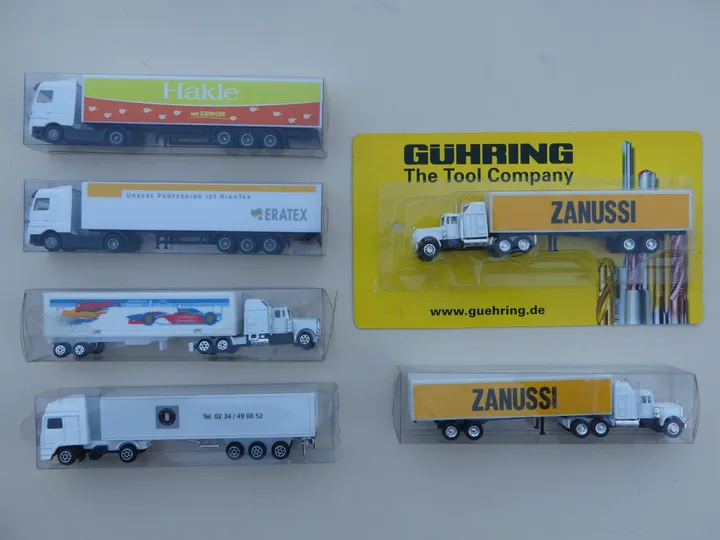 Hakle
UNSERE PROFESSION IST HIGHTEX
ERATEX
Tel. 02 34 / 49 08 52
GÜHRING
The Tool Company
ZANUSSI
www.guehring.de
ZANUSSI